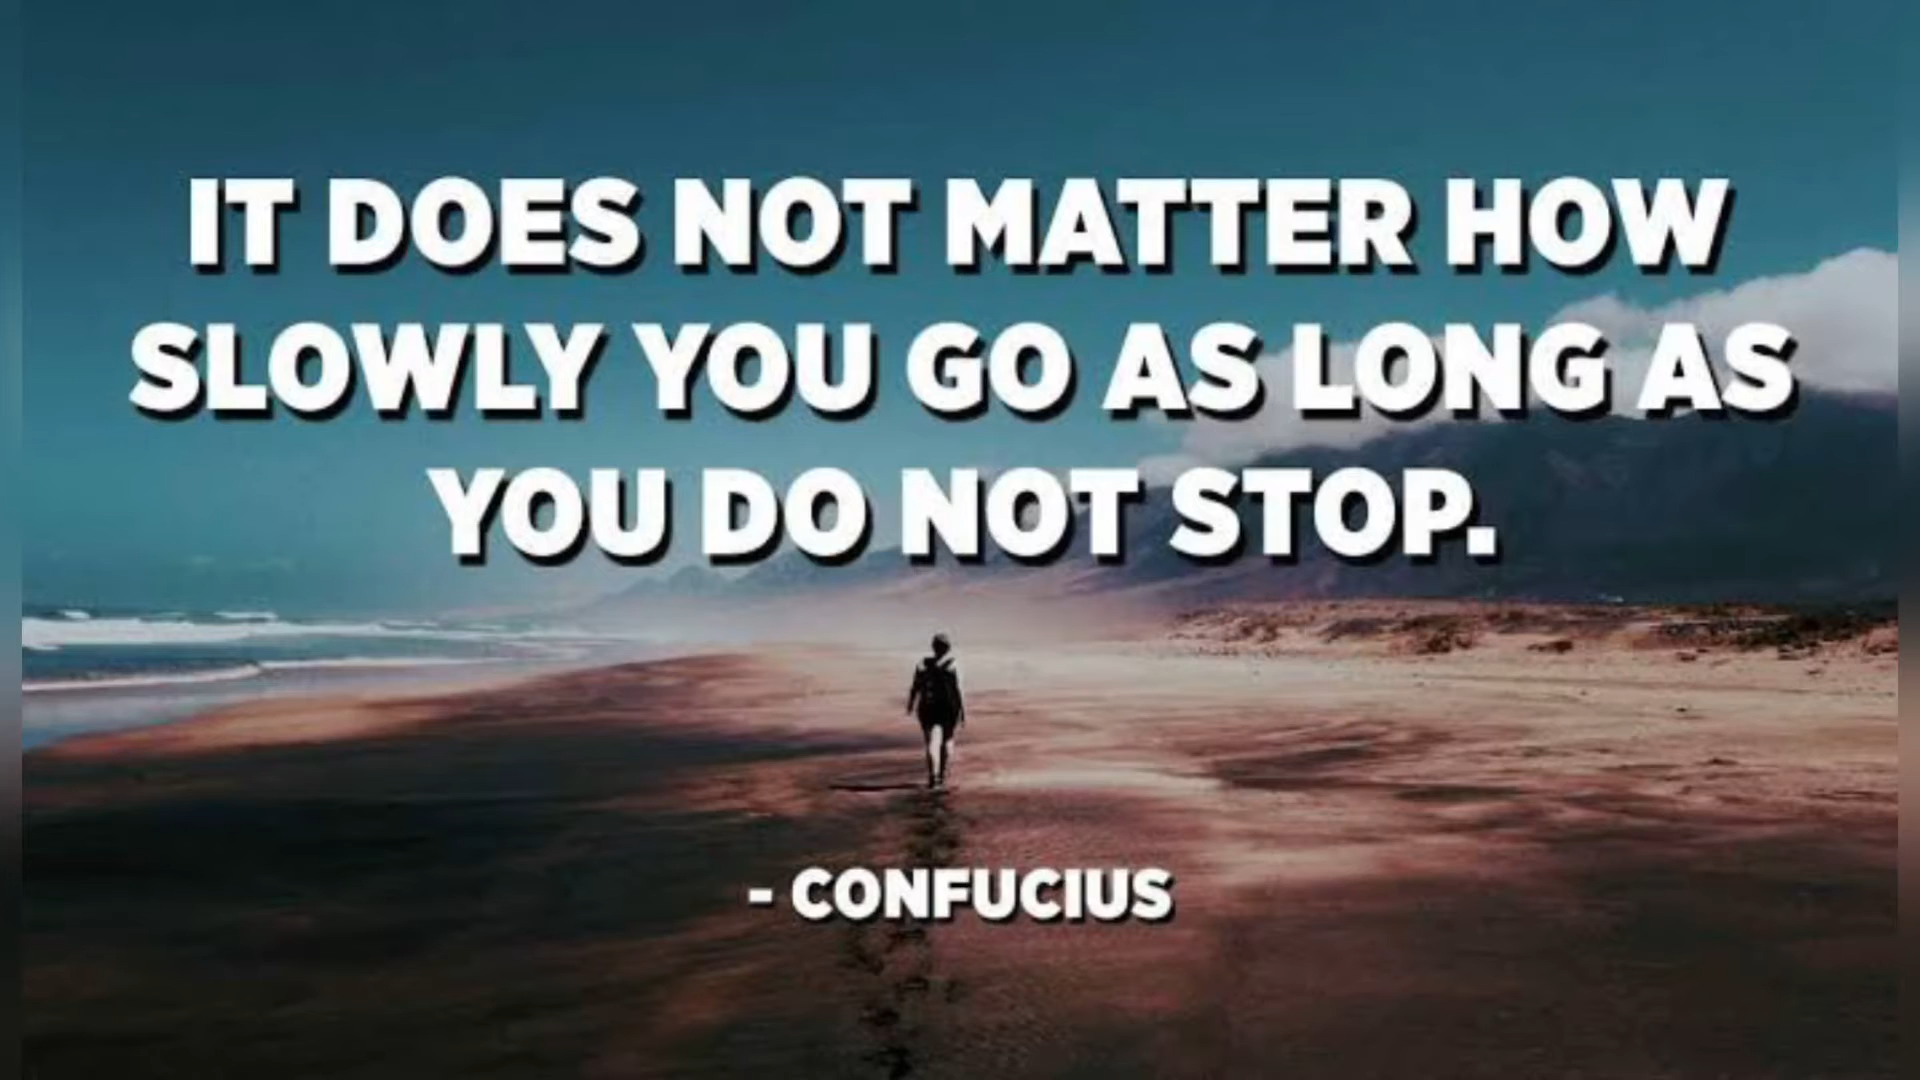 IT DOES NOT MATTER HOW
SLOWLY YOU GO AS LONG AS
YOU DO NOT STOP.
- CONFUCIUS